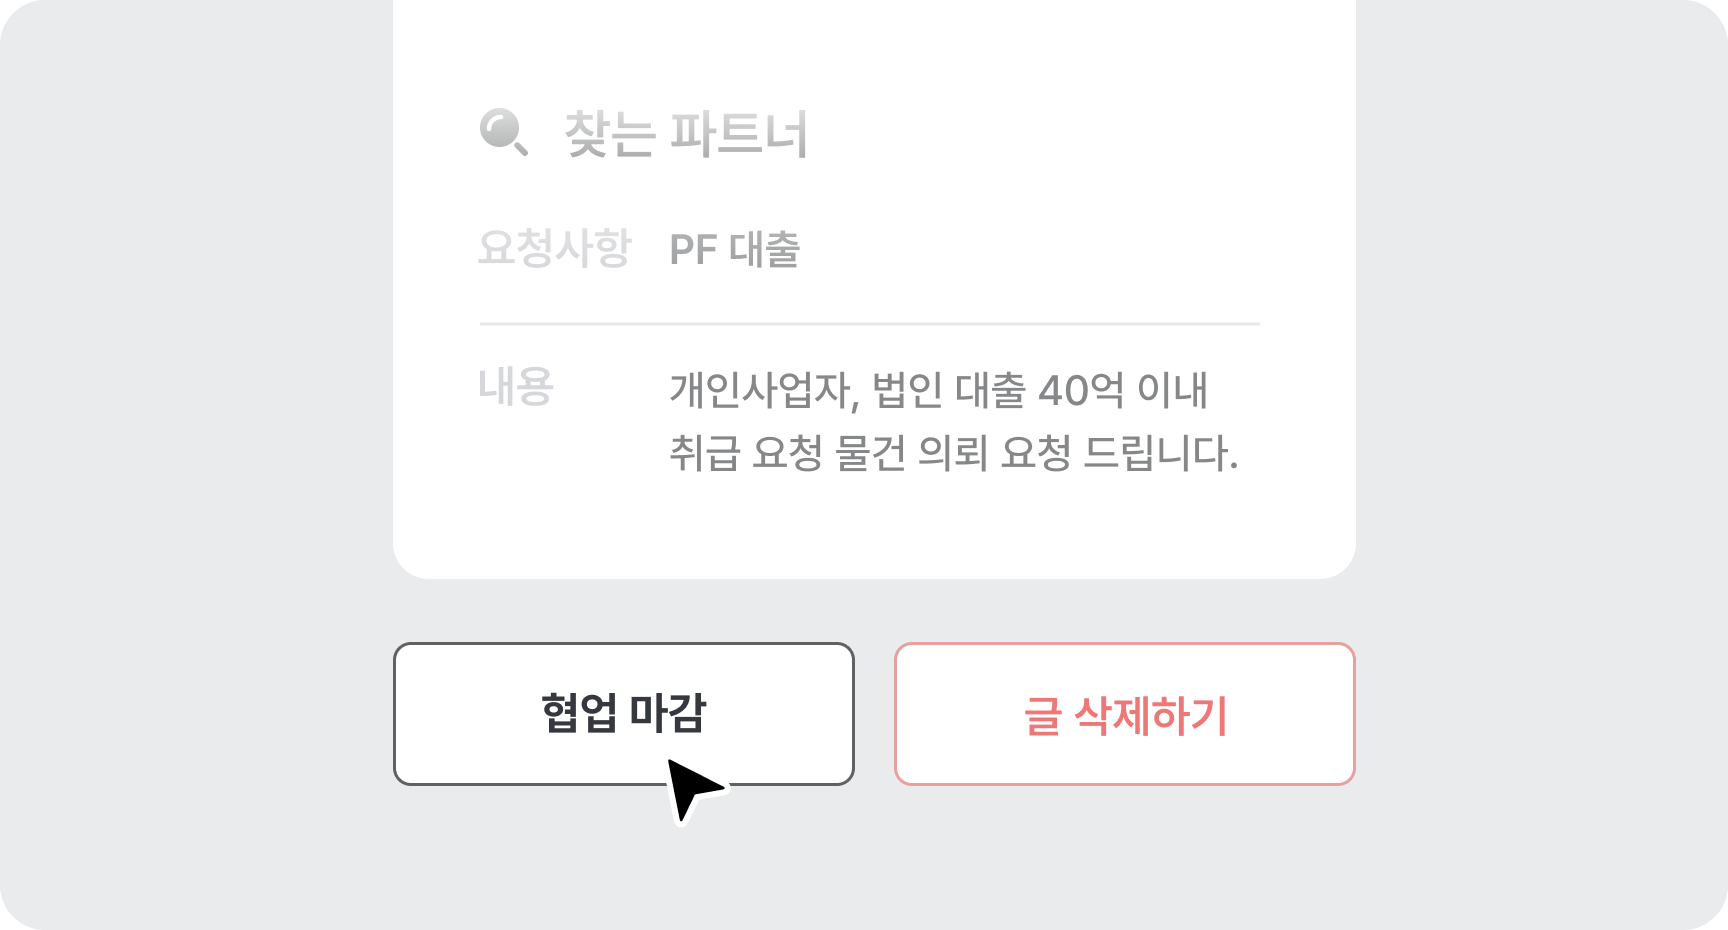 찾는 파트너
요청사항 PF 대출
내용 개인사업자, 법인 대출 40억 이내
취급 요청 물건 의뢰 요청 드립니다.
협업 마감
글 삭제하기